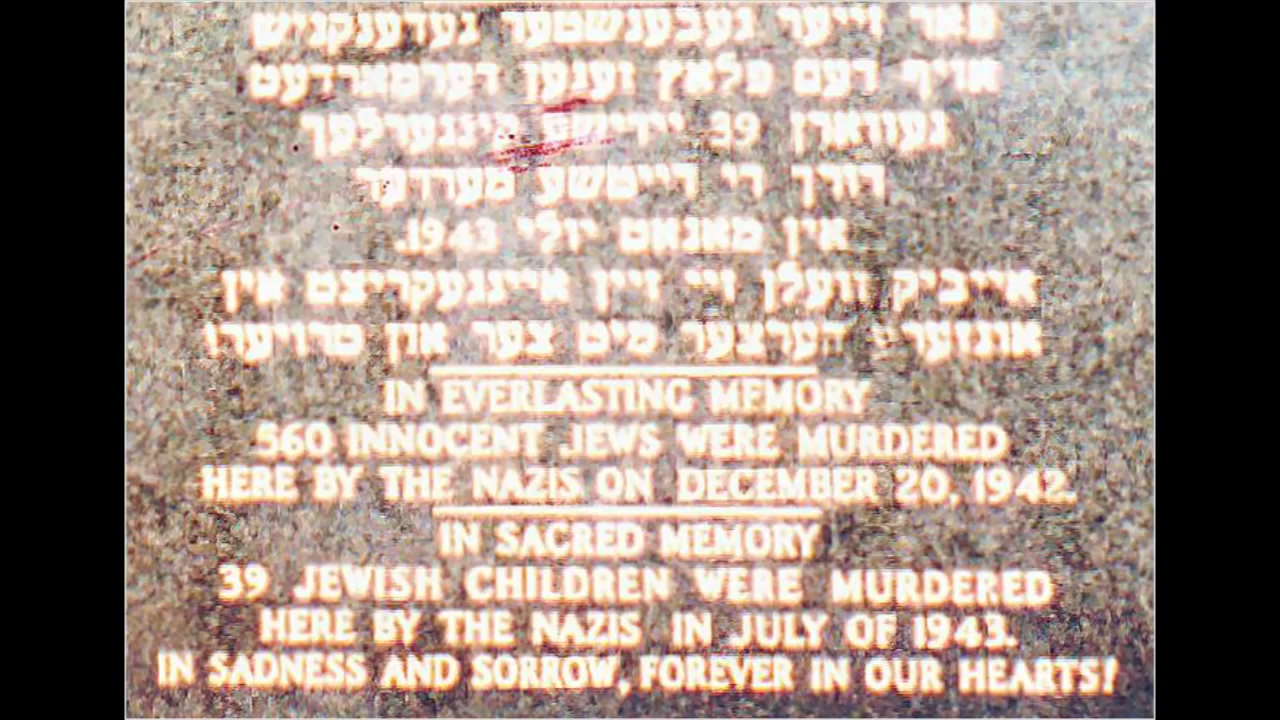 פאר זייער געבענשטער געדענקניש
אויף דעם פלאץ זענען דערמארדעט
געווארן 39 יידישע קינדערלעך
דורך די דייטשע מערדער
אין מאנאט יולי 1943.
אייביק וועלן זיי זיין איינגעקריצט אין
אונזערע הערצער מיט צער און טרויער!
IN EVERLASTING MEMORY
560 INNOCENT JEWS WERE MURDERED
HERE BY THE NAZIS ON DECEMBER 20, 1942.
IN SACRED MEMORY
39 JEWISH CHILDREN WERE MURDERED
HERE BY THE NAZIS IN JULY OF 1943.
IN SADNESS AND SORROW, FOREVER IN OUR HEARTS!